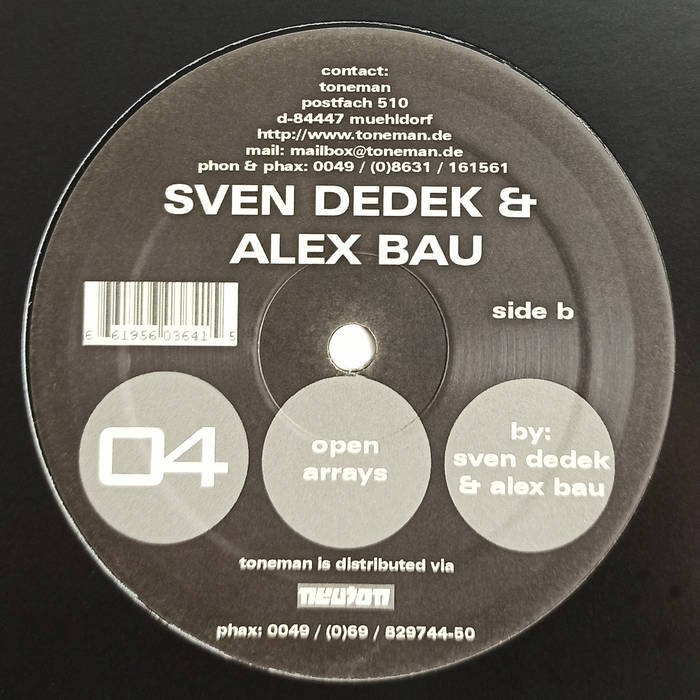 contact:
toneman
postfach 510
d-84447 muehldorf
http://www.toneman.de
mail: mailbox@toneman.de
phon & phax: 0049 / (0)8631 / 161561
SVEN DEDEK &
ALEX BAU
side b
6 61956 03641 5
04
open
arrays
by:
sven dedek
& alex bau
toneman is distributed via
neuton
phax: 0049 / (0)69 / 829744-50